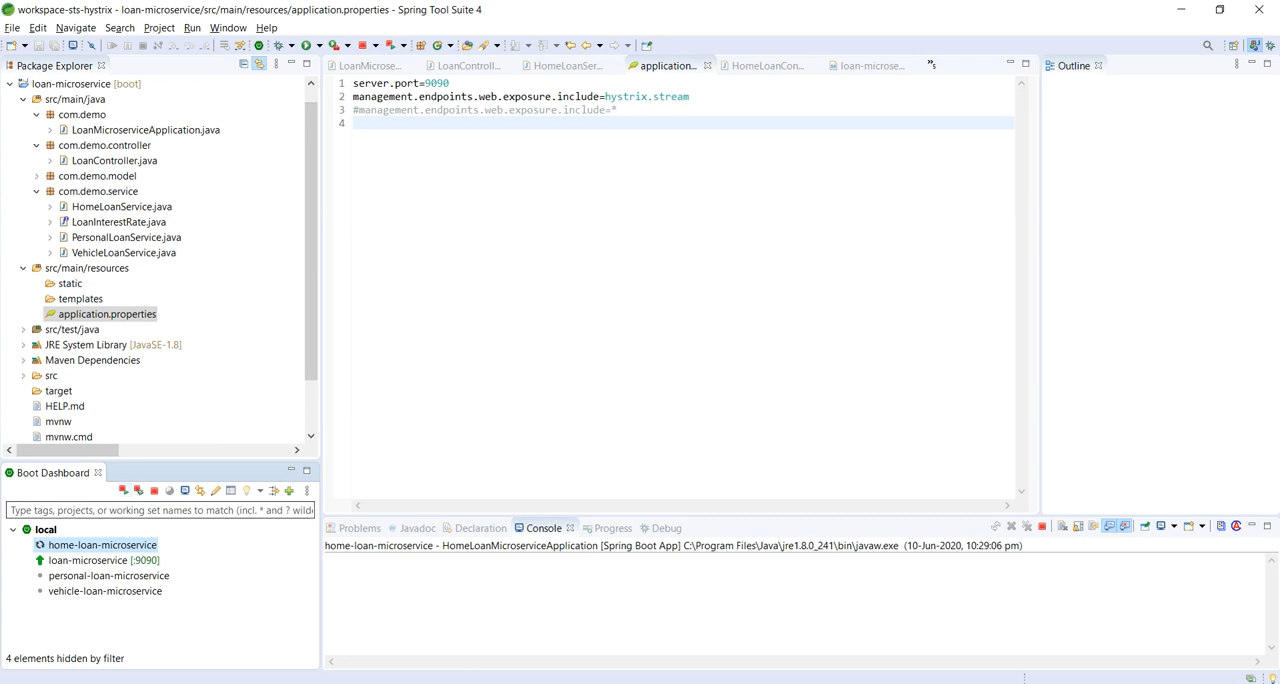 workspace-sts-hystrix - loan-microservice/src/main/resources/application.properties - Spring Tool Suite 4
File Edit Navigate Search Project Run Window Help
Package Explorer
loan-microservice [boot]
src/main/java
com.demo
LoanMicroserviceApplication.java
com.demo.controller
LoanController.java
com.demo.model
com.demo.service
HomeLoanService.java
LoanInterestRate.java
PersonalLoanService.java
VehicleLoanService.java
src/main/resources
static
templates
application.properties
src/test/java
JRE System Library [JavaSE-1.8]
Maven Dependencies
src
target
HELP.md
mvnw
mvnw.cmd
LoanMicrose... LoanControll... HomeLoanSer... application... HomeLoanCon... loan-microse... »5
1 server.port=9090
2 management.endpoints.web.exposure.include=hystrix.stream
3 #management.endpoints.web.exposure.include=*
4
Outline
Boot Dashboard
Type tags, projects, or working set names to match (incl. * and ? wild
local
home-loan-microservice
loan-microservice [:9090]
personal-loan-microservice
vehicle-loan-microservice
4 elements hidden by filter
Problems Javadoc Declaration Console Progress Debug
home-loan-microservice - HomeLoanMicroserviceApplication [Spring Boot App] C:\Program Files\Java\jre1.8.0_241\bin\javaw.exe (10-Jun-2020, 10:29:06 pm)